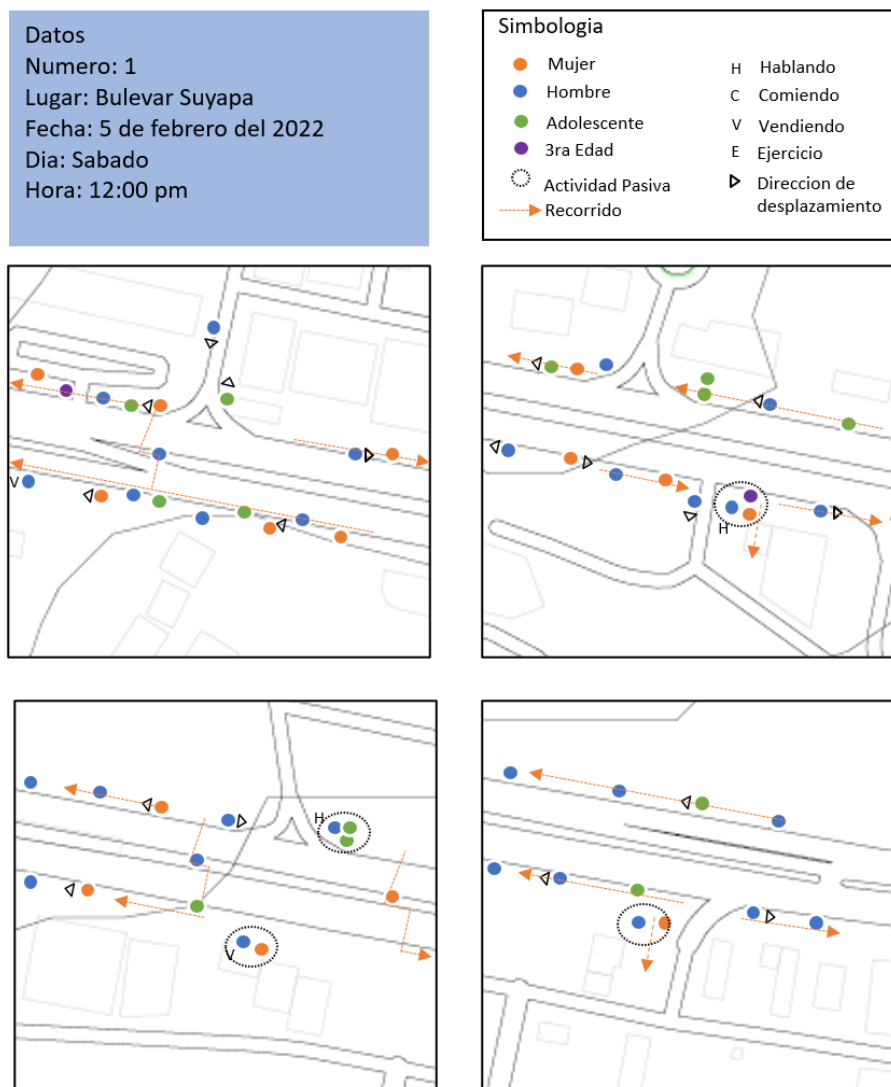 Datos
Numero: 1
Lugar: Bulevar Suyapa
Fecha: 5 de febrero del 2022
Dia: Sabado
Hora: 12:00 pm
Simbologia
Mujer
Hombre
Adolescente
3ra Edad
Actividad Pasiva
Recorrido
H Hablando
C Comiendo
V Vendiendo
E Ejercicio
Direccion de
desplazamiento
V
H
H
V